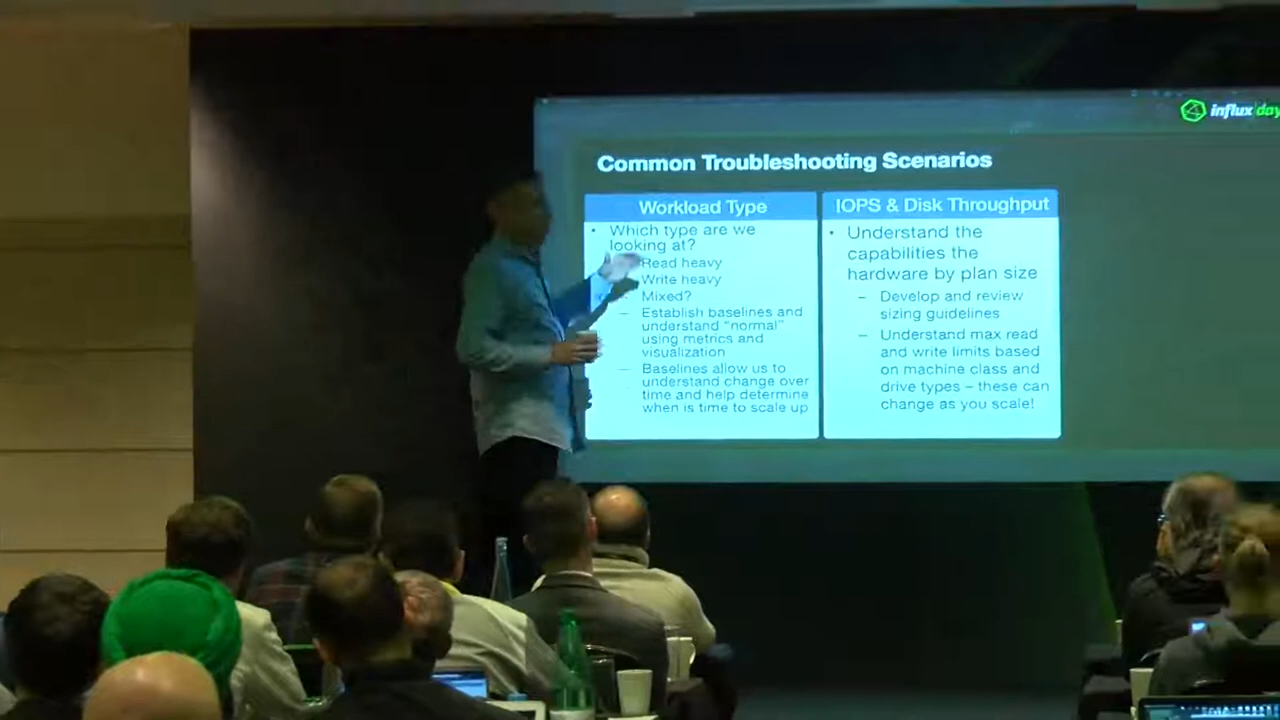 influx day
Common Troubleshooting Scenarios
Workload Type
• Which type are we
looking at?
Read heavy
Write heavy
Mixed?
– Establish baselines and
understand “normal”
using metrics and
visualization
– Baselines allow us to
understand change over
time and help determine
when is time to scale up
IOPS & Disk Throughput
• Understand the
capabilities the
hardware by plan size
– Develop and review
sizing guidelines
– Understand max read
and write limits based
on machine class and
drive types – these can
change as you scale!